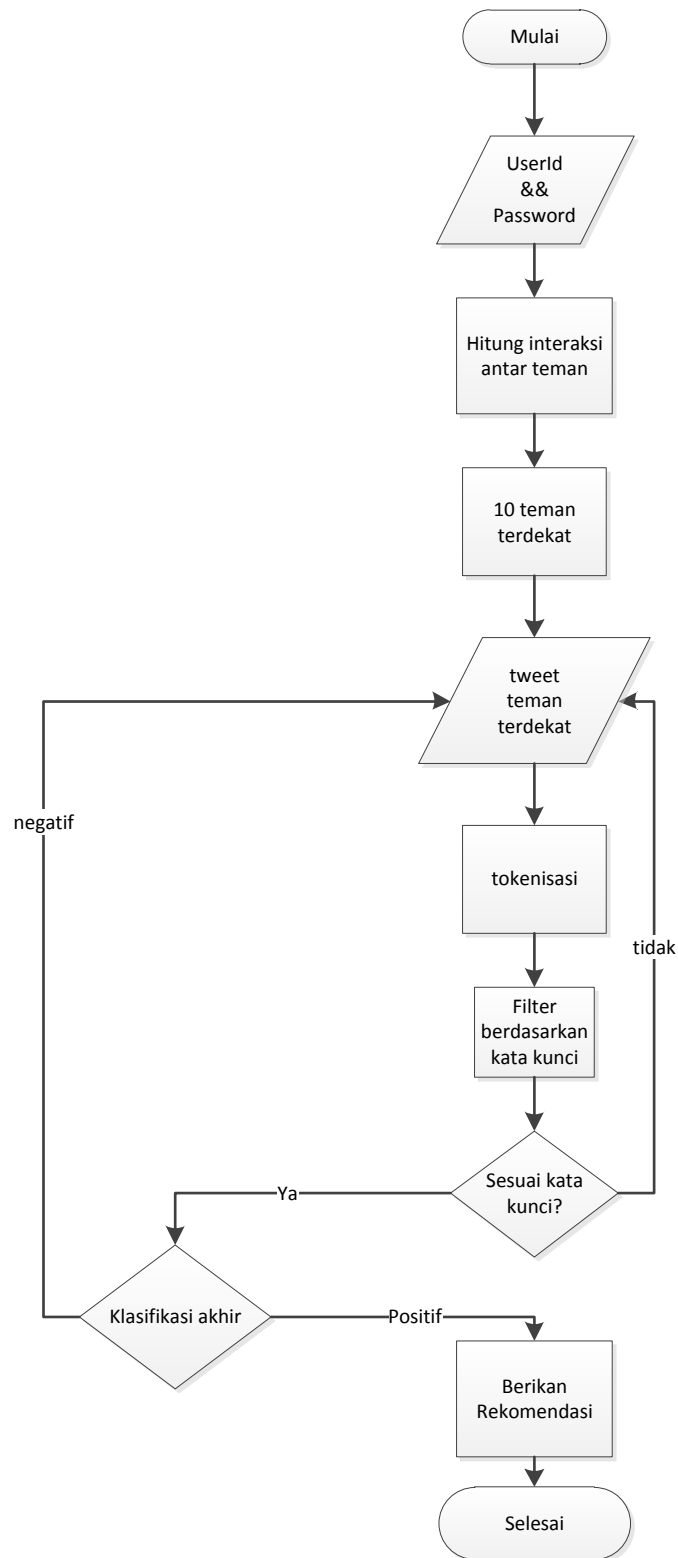 Mulai
UserId
&&
Password
Hitung interaksi
antar teman
10 teman
terdekat
tweet
teman
terdekat
negatif
tokenisasi
tidak
Filter
berdasarkan
kata kunci
Sesuai kata
kunci?
Ya
Klasifikasi akhir
Positif
Berikan
Rekomendasi
Selesai